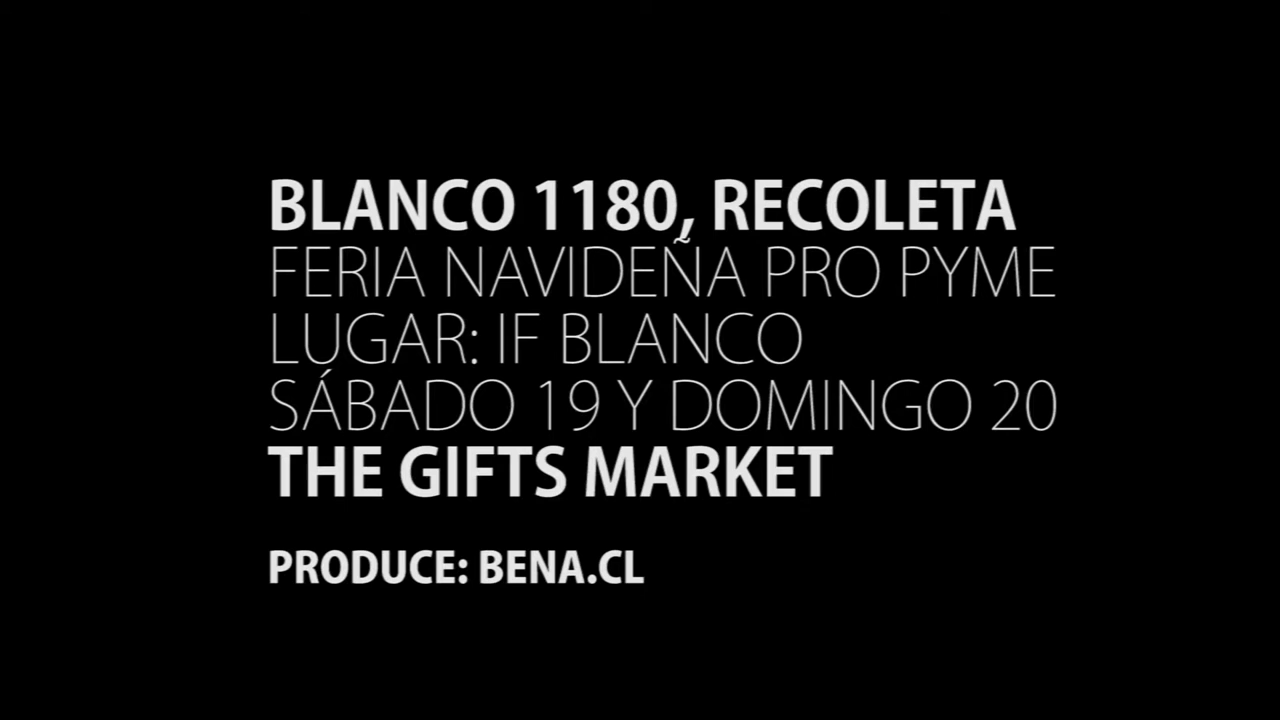 BLANCO 1180, RECOLETA
FERIA NAVIDEÑA PRO PYME
LUGAR: IF BLANCO
SÁBADO 19 Y DOMINGO 20
THE GIFTS MARKET
PRODUCE: BENA.CL